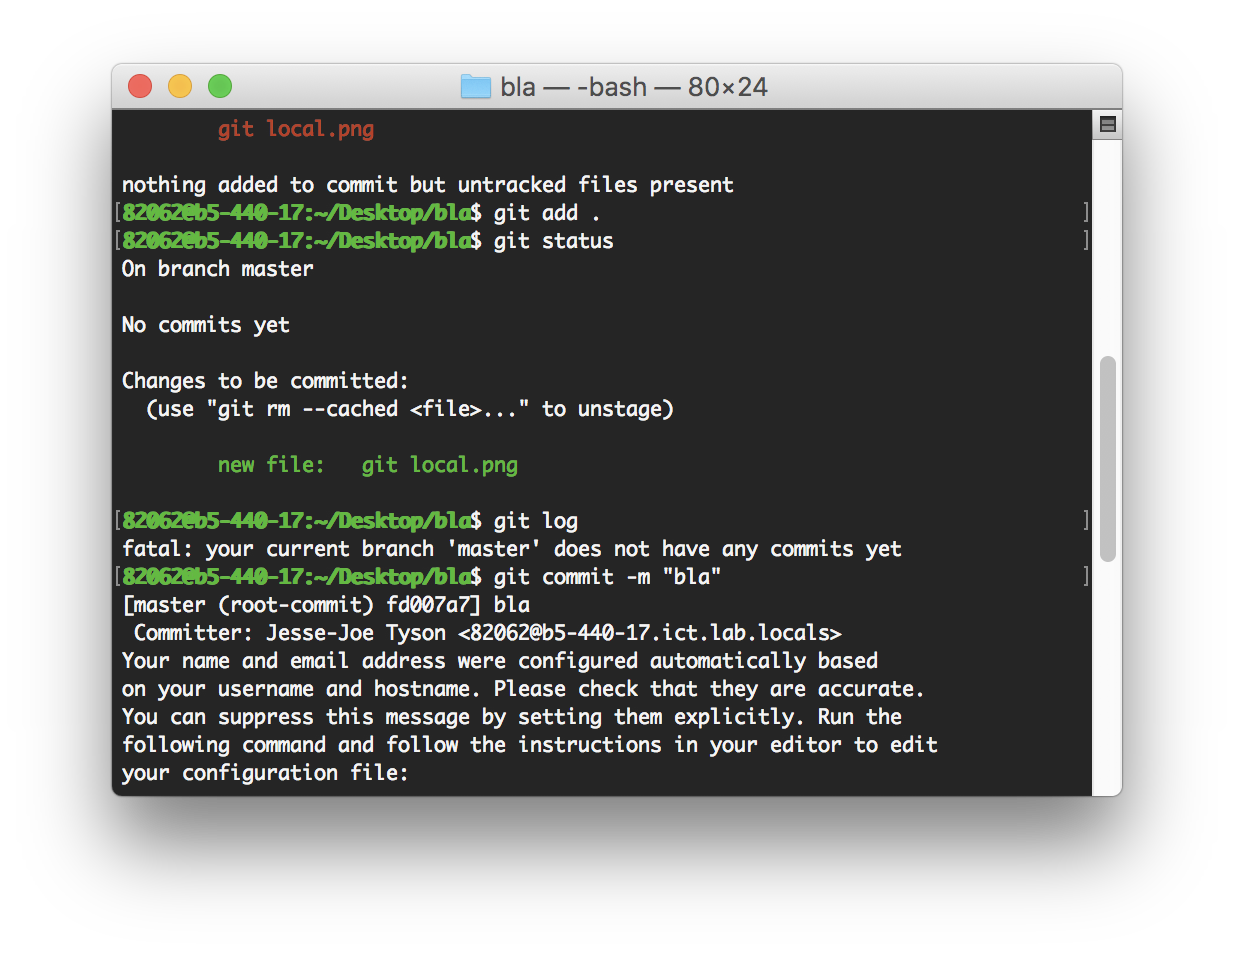 bla — -bash — 80×24
git local.png
nothing added to commit but untracked files present
[82062@b5-440-17:~/Desktop/bla$ git add . ]
[82062@b5-440-17:~/Desktop/bla$ git status ]
On branch master
No commits yet
Changes to be committed:
(use "git rm --cached <file>..." to unstage)
new file:   git local.png
[82062@b5-440-17:~/Desktop/bla$ git log ]
fatal: your current branch 'master' does not have any commits yet
[82062@b5-440-17:~/Desktop/bla$ git commit -m "bla" ]
[master (root-commit) fd007a7] bla
Committer: Jesse-Joe Tyson <82062@b5-440-17.ict.lab.locals>
Your name and email address were configured automatically based
on your username and hostname. Please check that they are accurate.
You can suppress this message by setting them explicitly. Run the
following command and follow the instructions in your editor to edit
your configuration file: